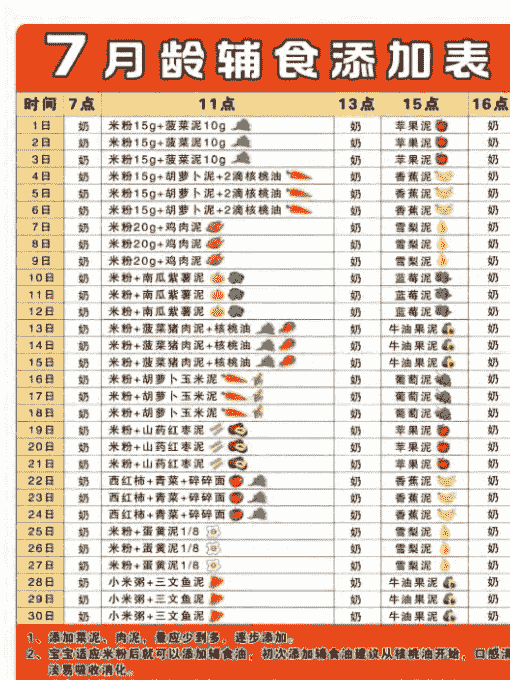 7月龄辅食添加表
时间 7点 11点 13点 15点 16点
1日 奶 米粉15g+菠菜泥10g 奶 苹果泥 奶
2日 奶 米粉15g+菠菜泥10g 奶 苹果泥 奶
3日 奶 米粉15g+菠菜泥10g 奶 苹果泥 奶
4日 奶 米粉15g+胡萝卜泥+2滴核桃油 奶 香蕉泥 奶
5日 奶 米粉15g+胡萝卜泥+2滴核桃油 奶 香蕉泥 奶
6日 奶 米粉15g+胡萝卜泥+2滴核桃油 奶 香蕉泥 奶
7日 奶 米粉20g+鸡肉泥 奶 雪梨泥 奶
8日 奶 米粉20g+鸡肉泥 奶 雪梨泥 奶
9日 奶 米粉20g+鸡肉泥 奶 雪梨泥 奶
10日 奶 米粉+南瓜紫薯泥 奶 蓝莓泥 奶
11日 奶 米粉+南瓜紫薯泥 奶 蓝莓泥 奶
12日 奶 米粉+南瓜紫薯泥 奶 蓝莓泥 奶
13日 奶 米粉+菠菜猪肉泥+核桃油 奶 牛油果泥 奶
14日 奶 米粉+菠菜猪肉泥+核桃油 奶 牛油果泥 奶
15日 奶 米粉+菠菜猪肉泥+核桃油 奶 牛油果泥 奶
16日 奶 米粉+胡萝卜玉米泥 奶 葡萄泥 奶
17日 奶 米粉+胡萝卜玉米泥 奶 葡萄泥 奶
18日 奶 米粉+胡萝卜玉米泥 奶 葡萄泥 奶
19日 奶 米粉+山药红枣泥 奶 苹果泥 奶
20日 奶 米粉+山药红枣泥 奶 苹果泥 奶
21日 奶 米粉+山药红枣泥 奶 苹果泥 奶
22日 奶 西红柿+青菜+碎碎面 奶 香蕉泥 奶
23日 奶 西红柿+青菜+碎碎面 奶 香蕉泥 奶
24日 奶 西红柿+青菜+碎碎面 奶 香蕉泥 奶
25日 奶 米粉+蛋黄泥1/8 奶 雪梨泥 奶
26日 奶 米粉+蛋黄泥1/8 奶 雪梨泥 奶
27日 奶 米粉+蛋黄泥1/8 奶 雪梨泥 奶
28日 奶 小米粥+三文鱼泥 奶 牛油果泥 奶
29日 奶 小米粥+三文鱼泥 奶 牛油果泥 奶
30日 奶 小米粥+三文鱼泥 奶 牛油果泥 奶
1、添加菜泥、肉泥，量应少到多，逐步添加。
2、宝宝适应米粉后就可以添加辅食油，初次添加辅食油建议从核桃油开始，口感清
淡易吸收消化。